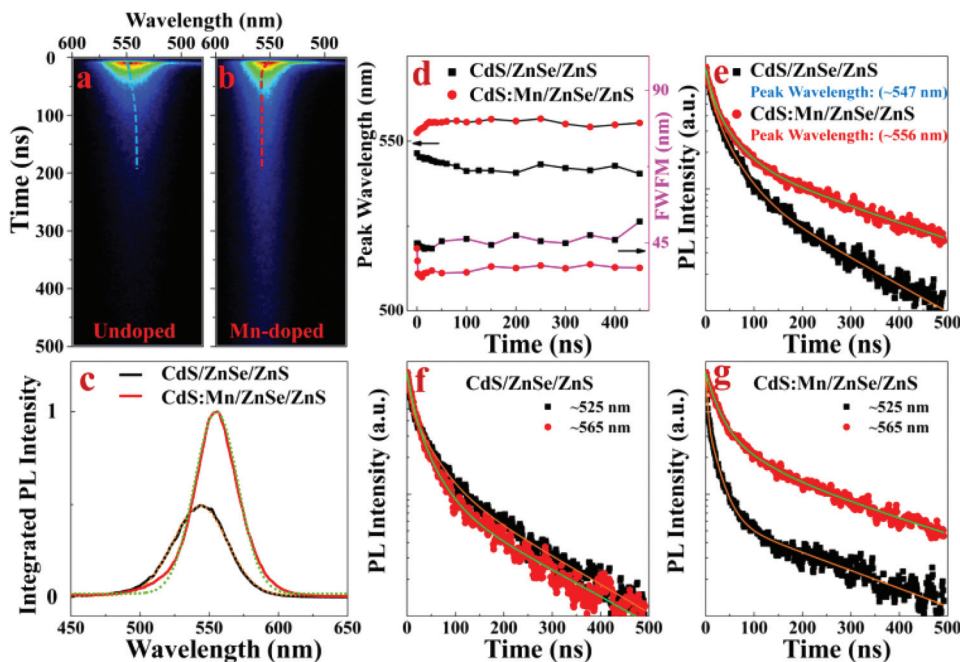 Wavelength (nm)
600 550 500 600 550 500
a
b
0
100
200
300
400
500
Time (ns)
Undoped
Mn-doped
d
CdS/ZnSe/ZnS
CdS:Mn/ZnSe/ZnS
Peak Wavelength (nm)
550
500
90
45
FWFM (nm)
0 100 200 300 400
Time (ns)
e
CdS/ZnSe/ZnS
Peak Wavelength: (~547 nm)
CdS:Mn/ZnSe/ZnS
Peak Wavelength: (~556 nm)
PL Intensity (a.u.)
0 100 200 300 400 500
Time (ns)
c
CdS/ZnSe/ZnS
CdS:Mn/ZnSe/ZnS
Integrated PL Intensity
1
0
450 500 550 600 650
Wavelength (nm)
f
CdS/ZnSe/ZnS
~525 nm
~565 nm
PL Intensity (a.u.)
0 100 200 300 400 500
Time (ns)
g
CdS:Mn/ZnSe/ZnS
~525 nm
~565 nm
PL Intensity (a.u.)
0 100 200 300 400 500
Time (ns)